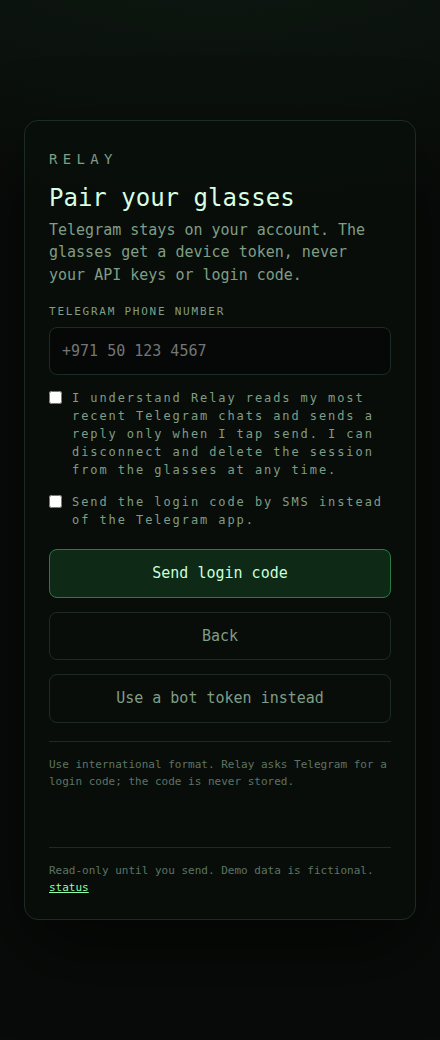 RELAY
Pair your glasses
Telegram stays on your account. The
glasses get a device token, never
your API keys or login code.
TELEGRAM PHONE NUMBER
+971 50 123 4567
I understand Relay reads my most
recent Telegram chats and sends a
reply only when I tap send. I can
disconnect and delete the session
from the glasses at any time.
Send the login code by SMS instead
of the Telegram app.
Send login code
Back
Use a bot token instead
Use international format. Relay asks Telegram for a
login code; the code is never stored.
Read-only until you send. Demo data is fictional.
status